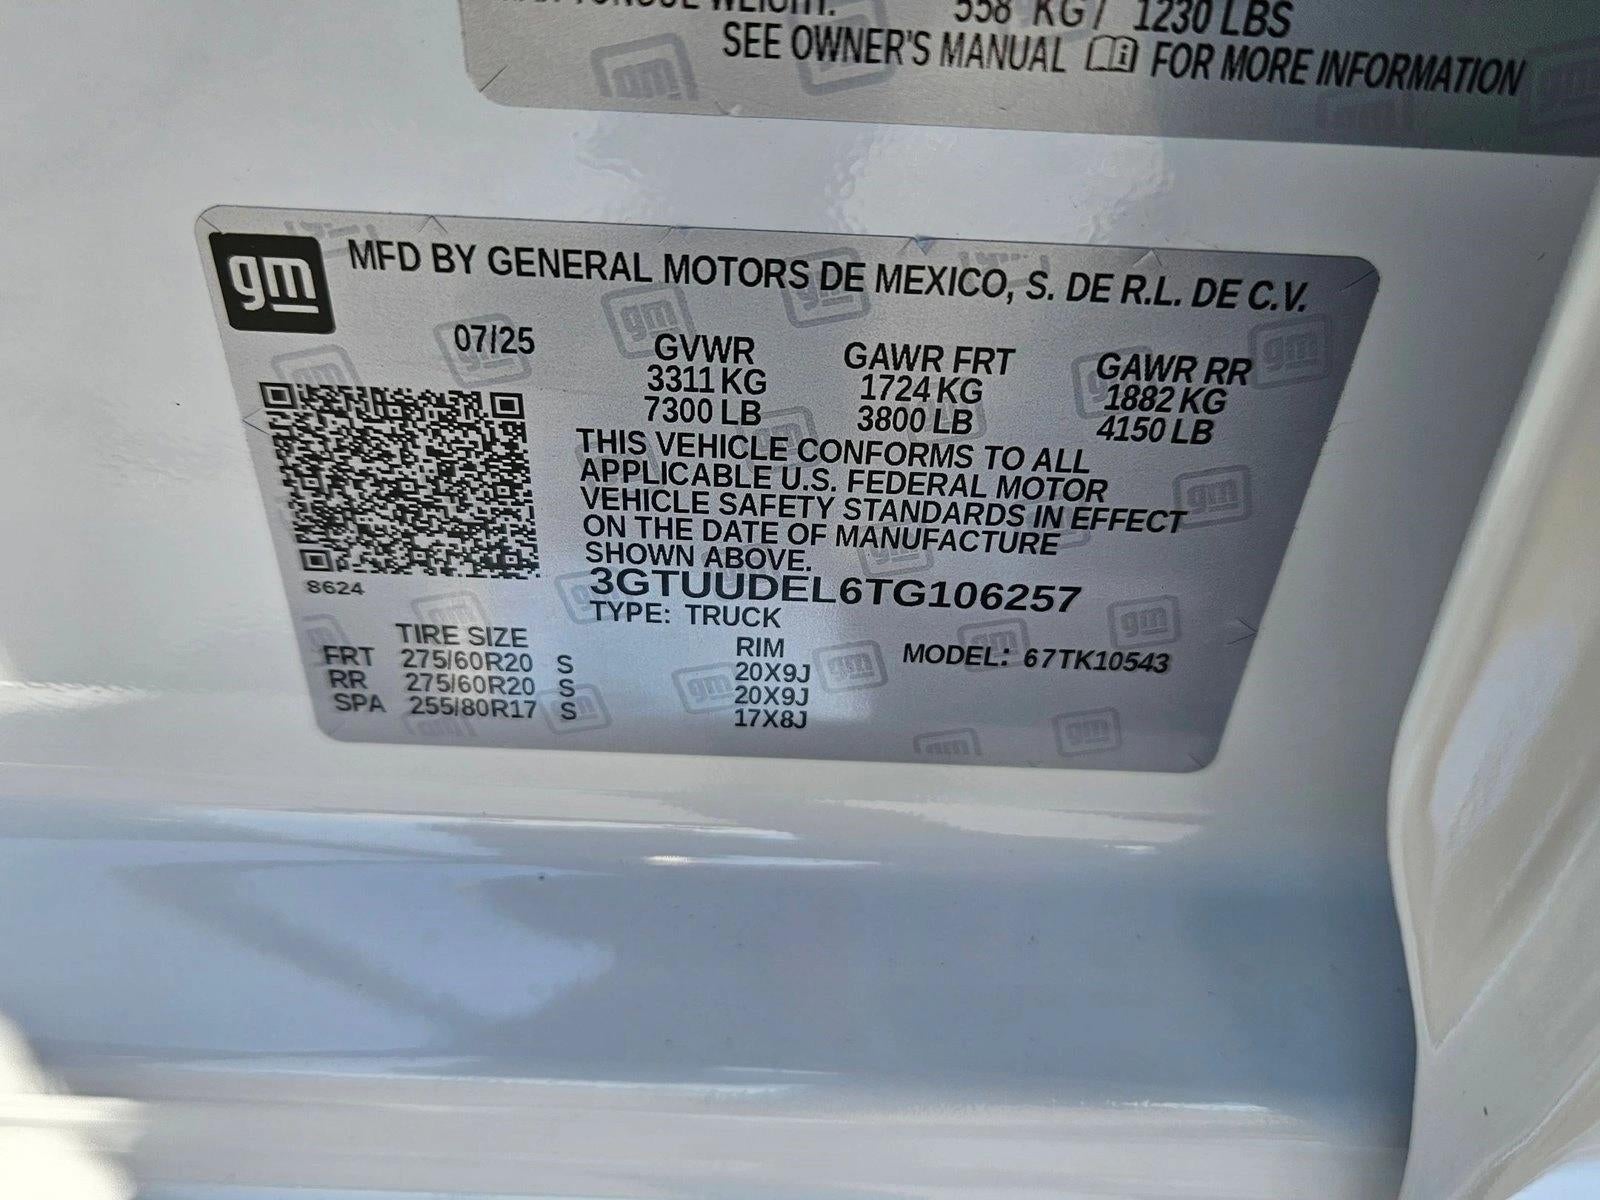 558 KG / 1230 LBS
SEE OWNER'S MANUAL FOR MORE INFORMATION
gm
MFD BY GENERAL MOTORS DE MEXICO, S. DE R.L. DE C.V.
07/25
GVWR GAWR FRT GAWR RR
3311 KG 1724 KG 1882 KG
7300 LB 3800 LB 4150 LB
THIS VEHICLE CONFORMS TO ALL
APPLICABLE U.S. FEDERAL MOTOR
VEHICLE SAFETY STANDARDS IN EFFECT
ON THE DATE OF MANUFACTURE
SHOWN ABOVE.
8624
3GTUUDEL6TG106257
TYPE: TRUCK
TIRE SIZE RIM MODEL: 67TK10543
FRT 275/60R20 S 20X9J
RR 275/60R20 S 20X9J
SPA 255/80R17 S 17X8J